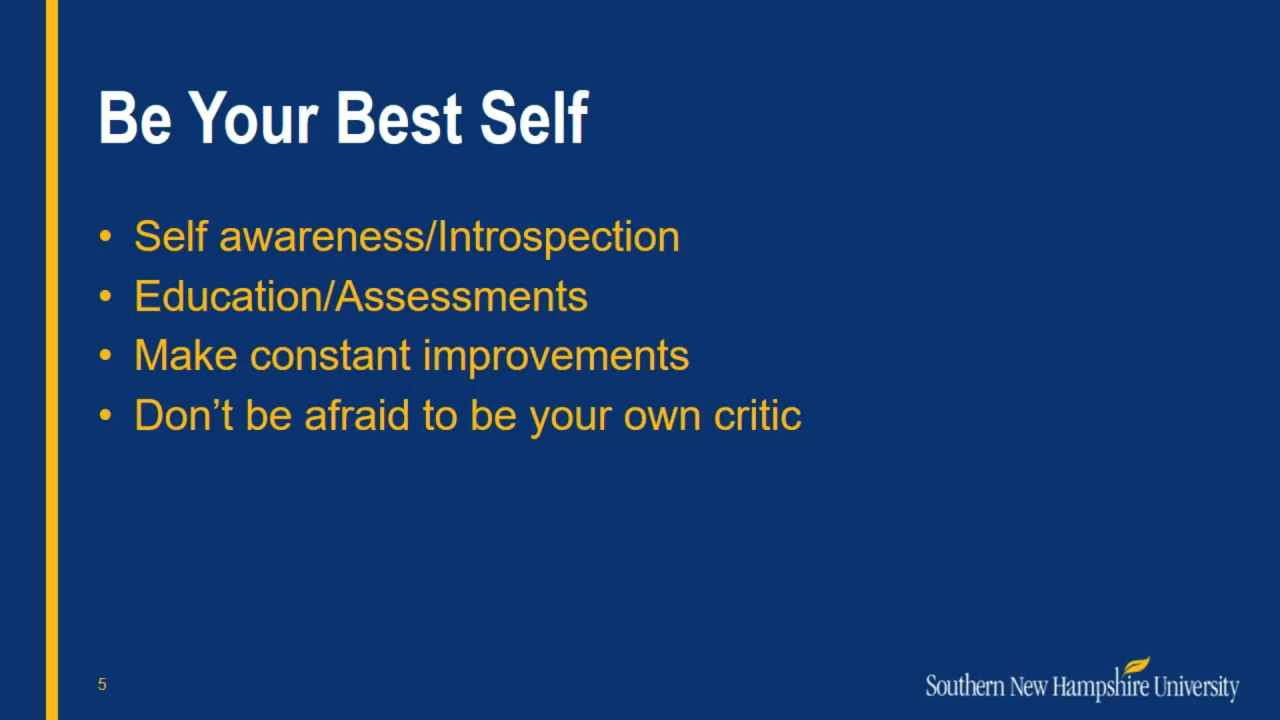 Be Your Best Self
• Self awareness/Introspection
• Education/Assessments
• Make constant improvements
• Don’t be afraid to be your own critic
5
Southern New Hampshire University